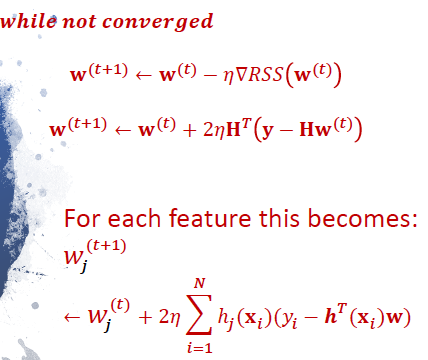 while not converged
w^(t+1) ← w^(t) − η∇RSS(w^(t))
w^(t+1) ← w^(t) + 2ηH^T(y − Hw^(t))
For each feature this becomes:
w_j^(t+1)
← w_j^(t) + 2η ∑_{i=1}^{N} h_j(x_i)(y_i − h^T(x_i)w)